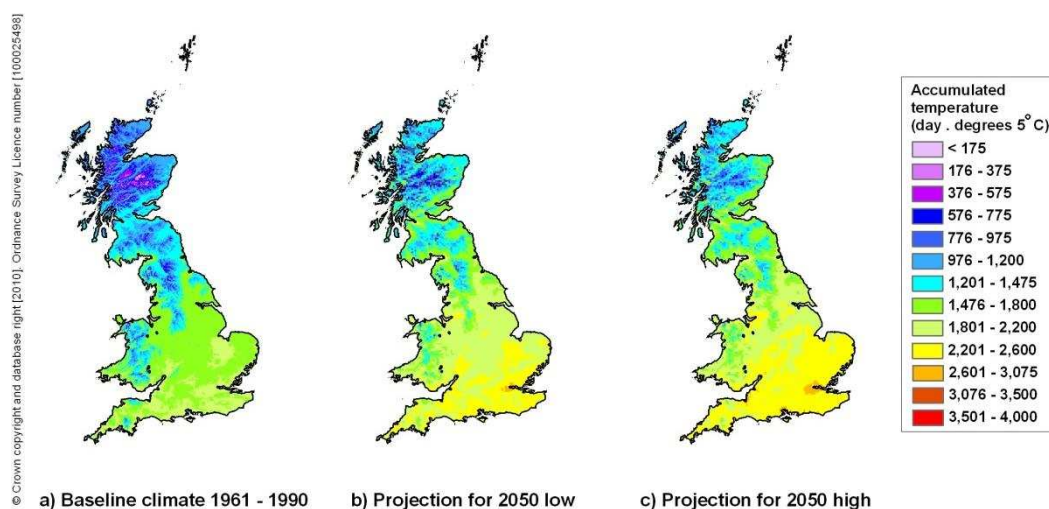 © Crown copyright and database right [2010]. Ordnance Survey Licence number [100025498]
Accumulated
temperature
(day . degrees 5°C)
< 175
176 - 375
376 - 575
576 - 775
776 - 975
976 - 1,200
1,201 - 1,475
1,476 - 1,800
1,801 - 2,200
2,201 - 2,600
2,601 - 3,075
3,076 - 3,500
3,501 - 4,000
a) Baseline climate 1961 - 1990
b) Projection for 2050 low
c) Projection for 2050 high